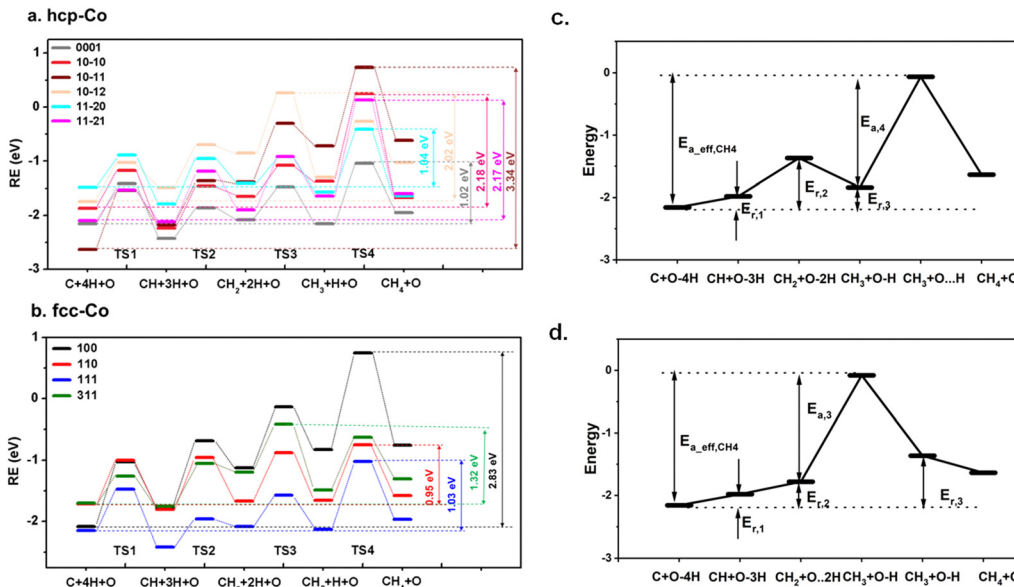 a. hcp-Co
0001
10-10
10-11
10-12
11-20
11-21
1
0
-1
-2
-3
RE (eV)
1.04 eV
2.02 eV
1.02 eV
2.18 eV
2.17 eV
3.34 eV
TS1 TS2 TS3 TS4
C+4H+O CH+3H+O CH₂+2H+O CH₃+H+O CH₄+O
b. fcc-Co
100
110
111
311
1
0
-1
-2
RE (eV)
0.95 eV
1.03 eV
1.32 eV
2.83 eV
TS1 TS2 TS3 TS4
C+4H+O CH+3H+O
c.
0
-1
-2
-3
Energy
Eₐ_eff,CH4
Eₐ,4
Eᵣ,1
Eᵣ,2
Eᵣ,3
C+O-4H CH+O-3H CH₂+O-2H CH₃+O-H CH₃+O...H CH₄+O
d.
0
-1
-2
-3
Energy
Eₐ_eff,CH4
Eₐ,3
Eᵣ,1
Eᵣ,2
Eᵣ,3
C+O-4H CH+O-3H CH₂+O..2H CH₃+O-H CH₃+O-H CH₄+O